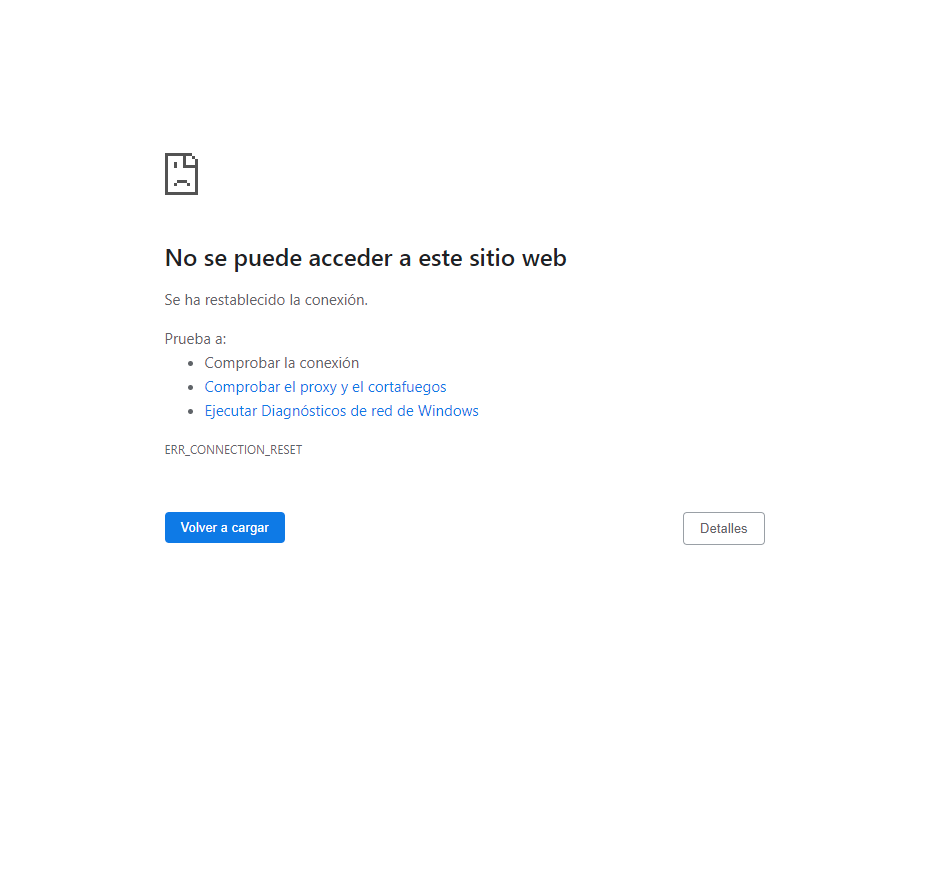 No se puede acceder a este sitio web
Se ha restablecido la conexión.
Prueba a:
Comprobar la conexión
Comprobar el proxy y el cortafuegos
Ejecutar Diagnósticos de red de Windows
ERR_CONNECTION_RESET
Volver a cargar
Detalles